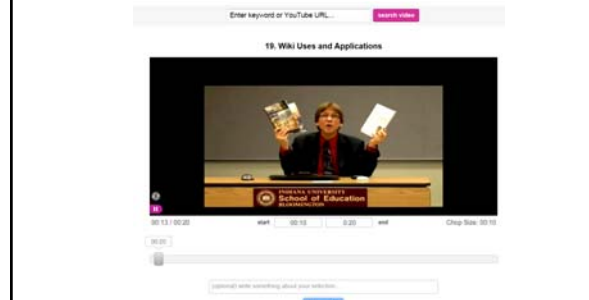 Enter keyword or YouTube URL...
search video
19. Wiki Uses and Applications
INDIANA UNIVERSITY
School of Education
BLOOMINGTON
00:13 / 00:20
start
00:10
0:20
end
Chop Size: 00:10
00:20
(optional) write something about your selection...